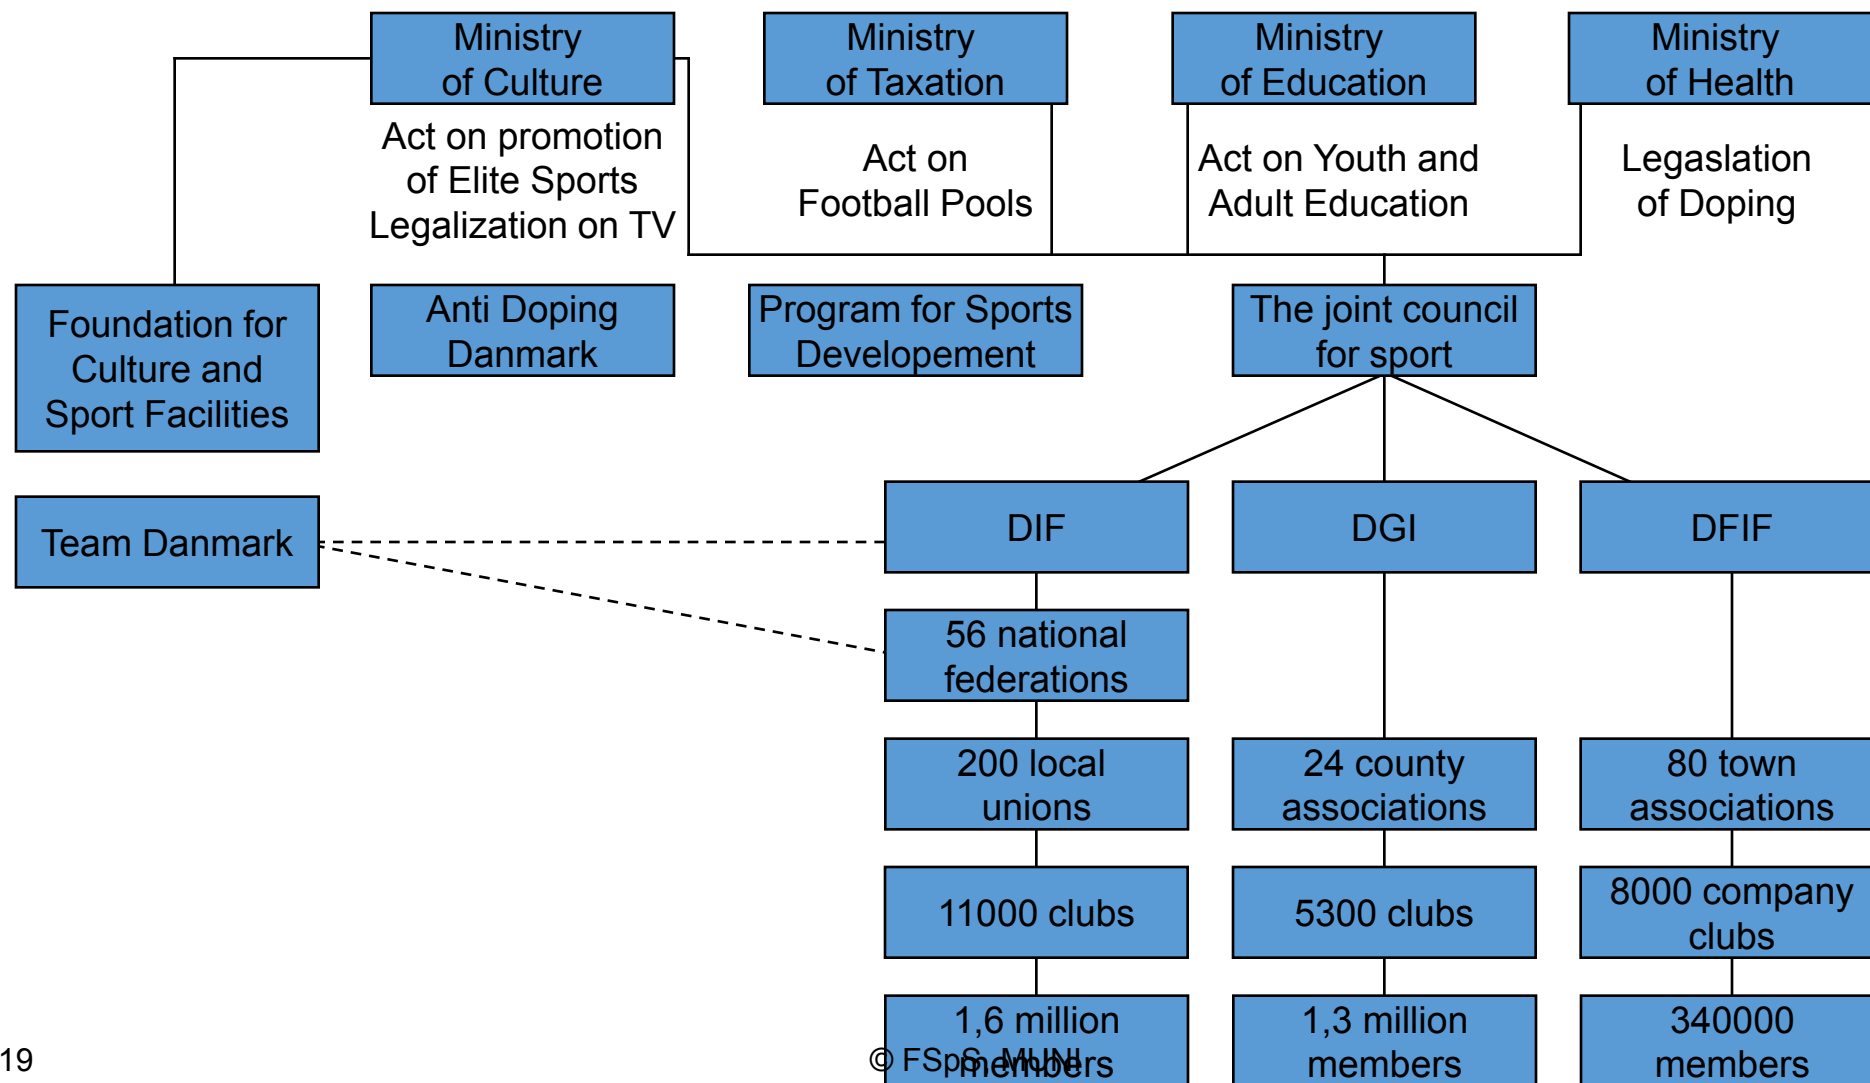 Ministry
of Culture
Ministry
of Taxation
Ministry
of Education
Ministry
of Health
Act on promotion
of Elite Sports
Legalization on TV
Act on
Football Pools
Act on Youth and
Adult Education
Legaslation
of Doping
Foundation for
Culture and
Sport Facilities
Anti Doping
Danmark
Program for Sports
Developement
The joint council
for sport
Team Danmark
DIF
DGI
DFIF
56 national
federations
200 local
unions
24 county
associations
80 town
associations
11000 clubs
5300 clubs
8000 company
clubs
1,6 million
members
1,3 million
members
340000
members
19
© FSpS, MUNI